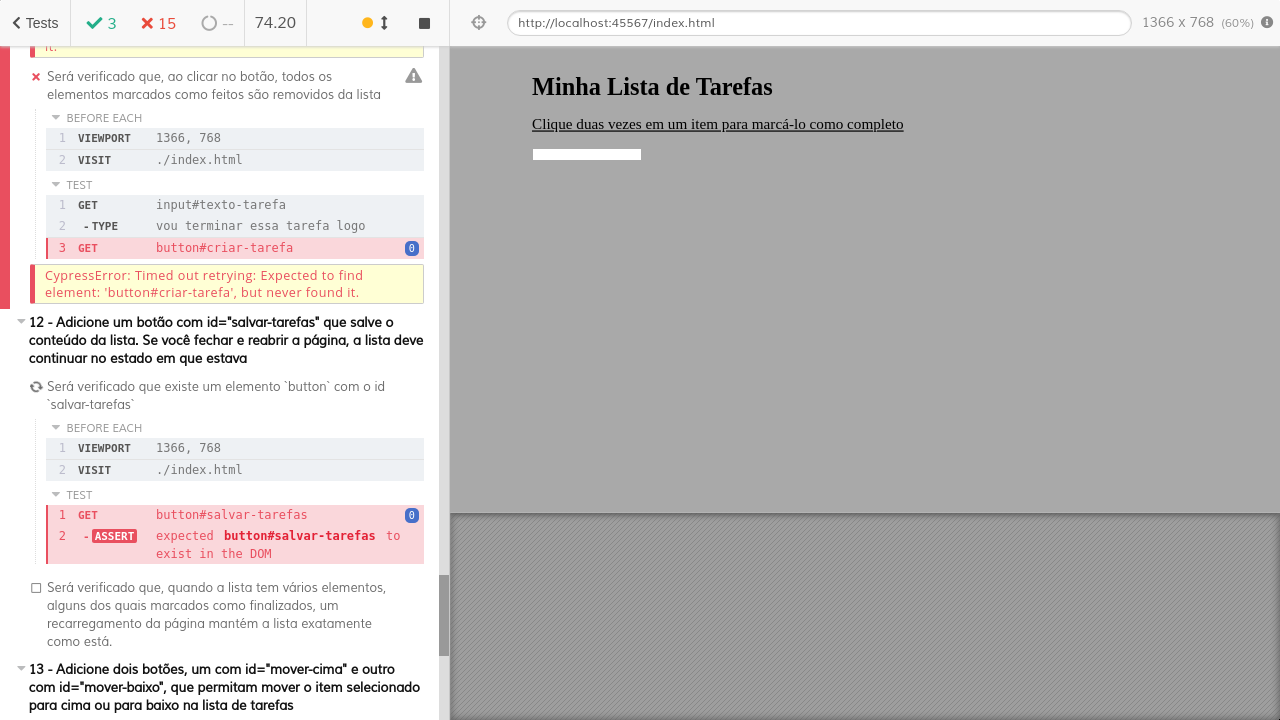 Tests
3
15
--
74.20
http://localhost:45567/index.html
1366 x 768 (60%)
it.
Será verificado que, ao clicar no botão, todos os
elementos marcados como feitos são removidos da lista
BEFORE EACH
1 VIEWPORT 1366, 768
2 VISIT ./index.html
TEST
1 GET input#texto-tarefa
2 -TYPE vou terminar essa tarefa logo
3 GET button#criar-tarefa 0
CypressError: Timed out retrying: Expected to find
element: 'button#criar-tarefa', but never found it.
12 - Adicione um botão com id="salvar-tarefas" que salve o
conteúdo da lista. Se você fechar e reabrir a página, a lista deve
continuar no estado em que estava
Será verificado que existe um elemento `button` com o id
`salvar-tarefas`
BEFORE EACH
1 VIEWPORT 1366, 768
2 VISIT ./index.html
TEST
1 GET button#salvar-tarefas 0
2 -ASSERT expected button#salvar-tarefas to
exist in the DOM
Será verificado que, quando a lista tem vários elementos,
alguns dos quais marcados como finalizados, um
recarregamento da página mantém a lista exatamente
como está.
13 - Adicione dois botões, um com id="mover-cima" e outro
com id="mover-baixo", que permitam mover o item selecionado
para cima ou para baixo na lista de tarefas
Minha Lista de Tarefas
Clique duas vezes em um item para marcá-lo como completo